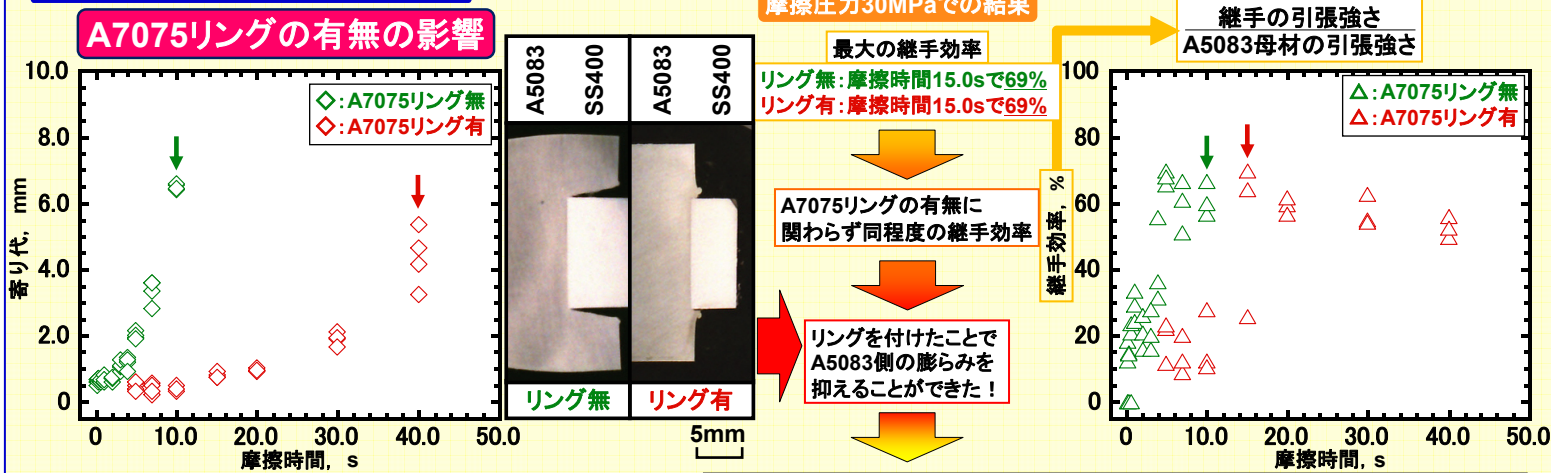 A7075リングの有無の影響
10.0
8.0
6.0
4.0
2.0
0
寄り代, mm
◇:A7075リング無
◇:A7075リング有
0 10.0 20.0 30.0 40.0 50.0
摩擦時間, s
A5083
SS400
A5083
SS400
リング無
リング有
5mm
摩擦圧力30MPaでの結果
最大の継手効率
リング無:摩擦時間15.0sで69%
リング有:摩擦時間15.0sで69%
A7075リングの有無に
関わらず同程度の継手効率
リングを付けたことで
A5083側の膨らみを
抑えることができた！
継手の引張強さ
A5083母材の引張強さ
100
80
60
40
20
0
継手効率, %
△:A7075リング無
△:A7075リング有
0 10.0 20.0 30.0 40.0 50.0
摩擦時間, s